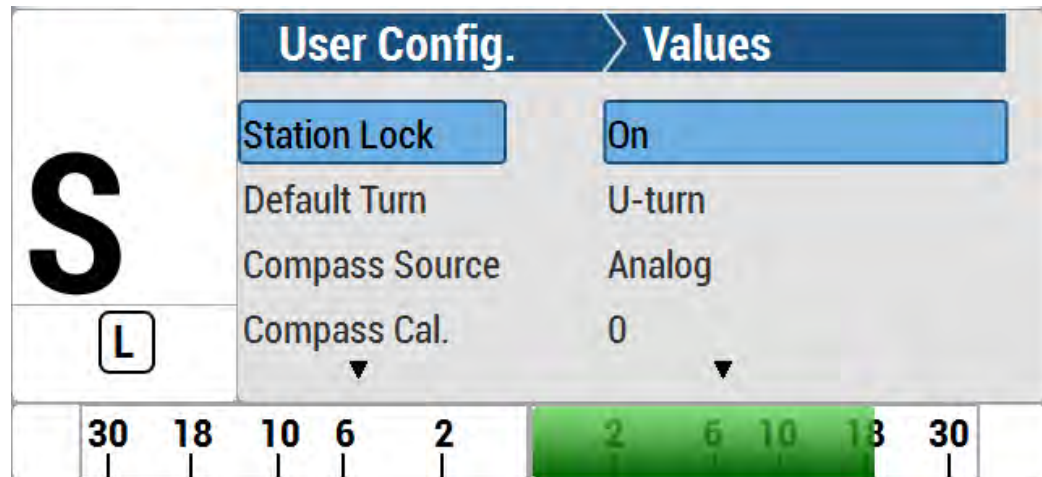 User Config. Values
S
Station Lock On
Default Turn U-turn
Compass Source Analog
Compass Cal. 0
L
30 18 10 6 2 2 6 10 18 30